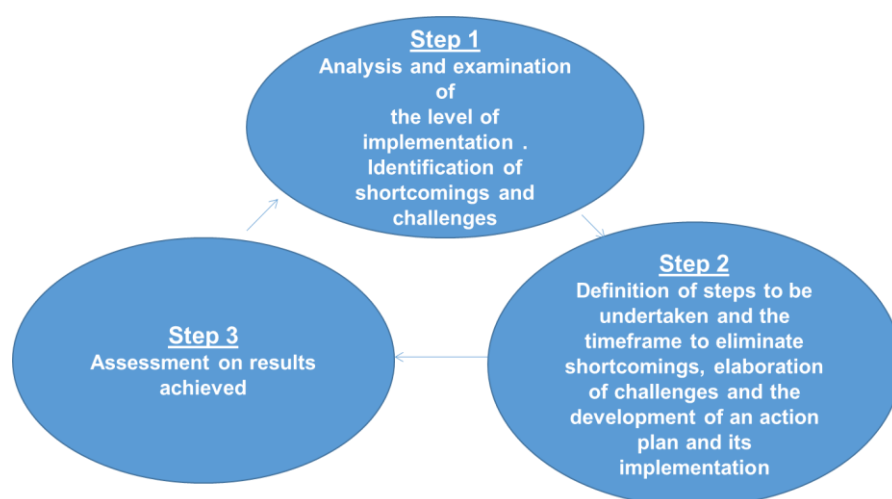 Step 1
Analysis and examination
of
the level of
implementation .
Identification of
shortcomings and
challenges
Step 2
Definition of steps to be
undertaken and the
timeframe to eliminate
shortcomings, elaboration
of challenges and the
development of an action
plan and its
implementation
Step 3
Assessment on results
achieved